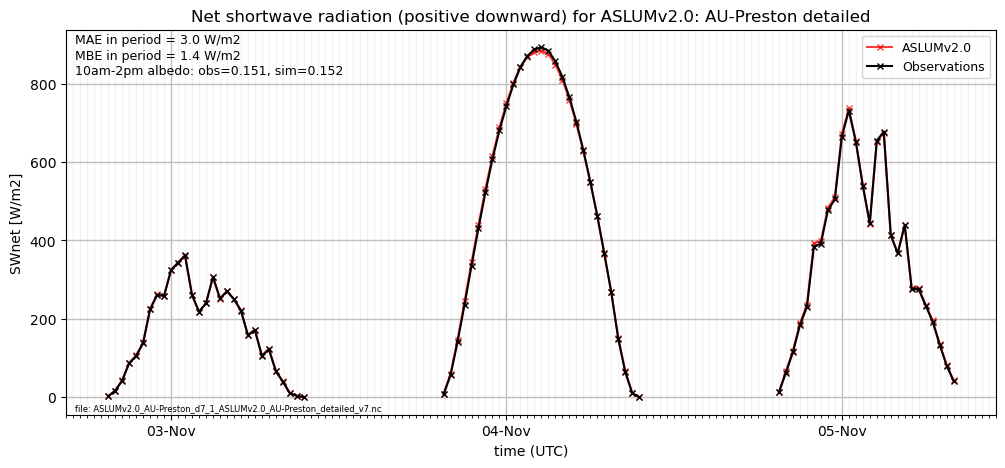 Net shortwave radiation (positive downward) for ASLUMv2.0: AU-Preston detailed
MAE in period = 3.0 W/m2
MBE in period = 1.4 W/m2
10am-2pm albedo: obs=0.151, sim=0.152
ASLUMv2.0
Observations
SWnet [W/m2]
800
600
400
200
0
file: ASLUMv2.0_AU-Preston_d7_1_ASLUMv2.0_AU-Preston_detailed_v7.nc
03-Nov
04-Nov
05-Nov
time (UTC)